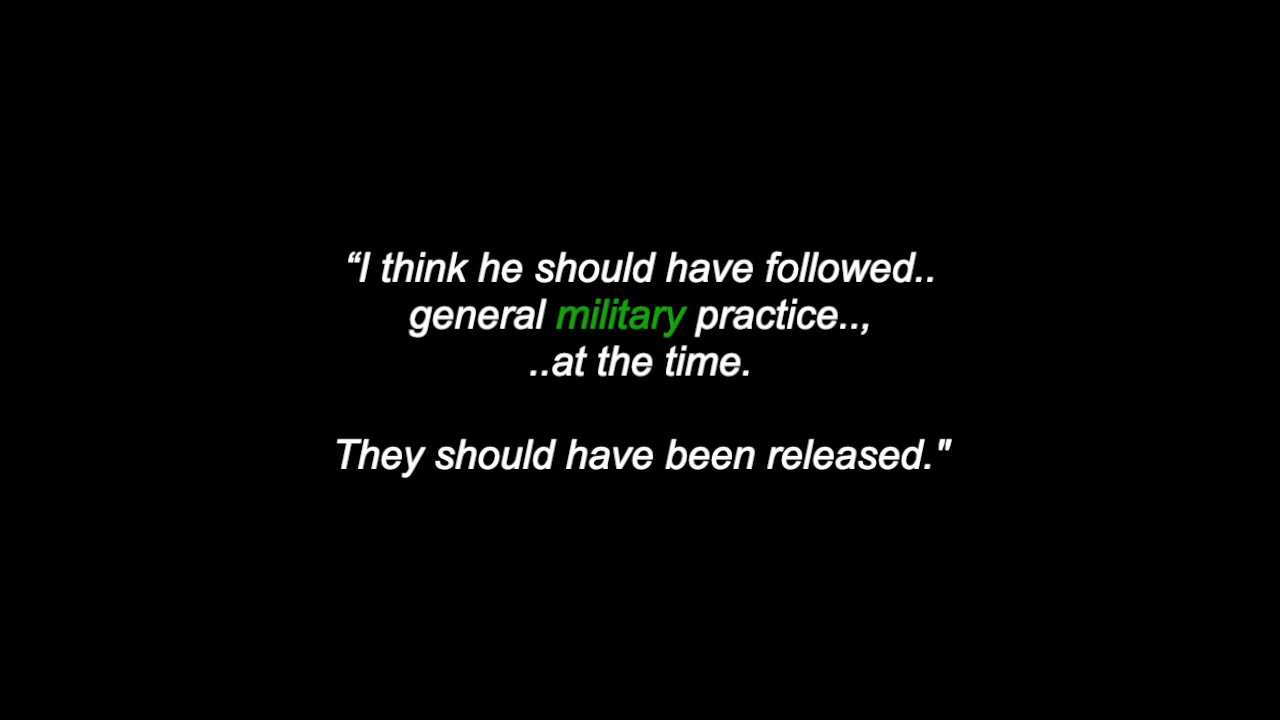 “I think he should have followed..
general military practice..,
..at the time.
They should have been released."